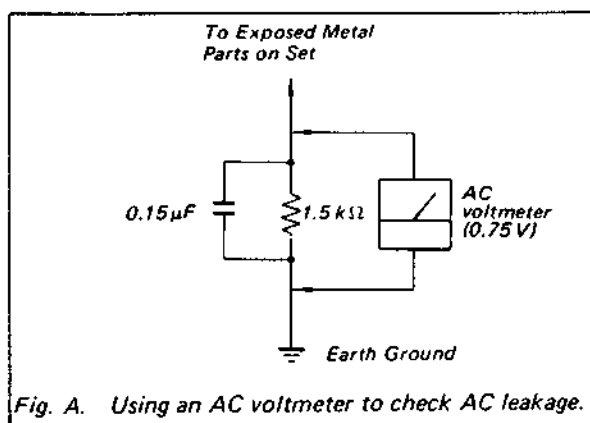 To Exposed Metal
Parts on Set
0.15μF
1.5 kΩ
AC
voltmeter
(0.75 V)
Earth Ground
Fig. A. Using an AC voltmeter to check AC leakage.